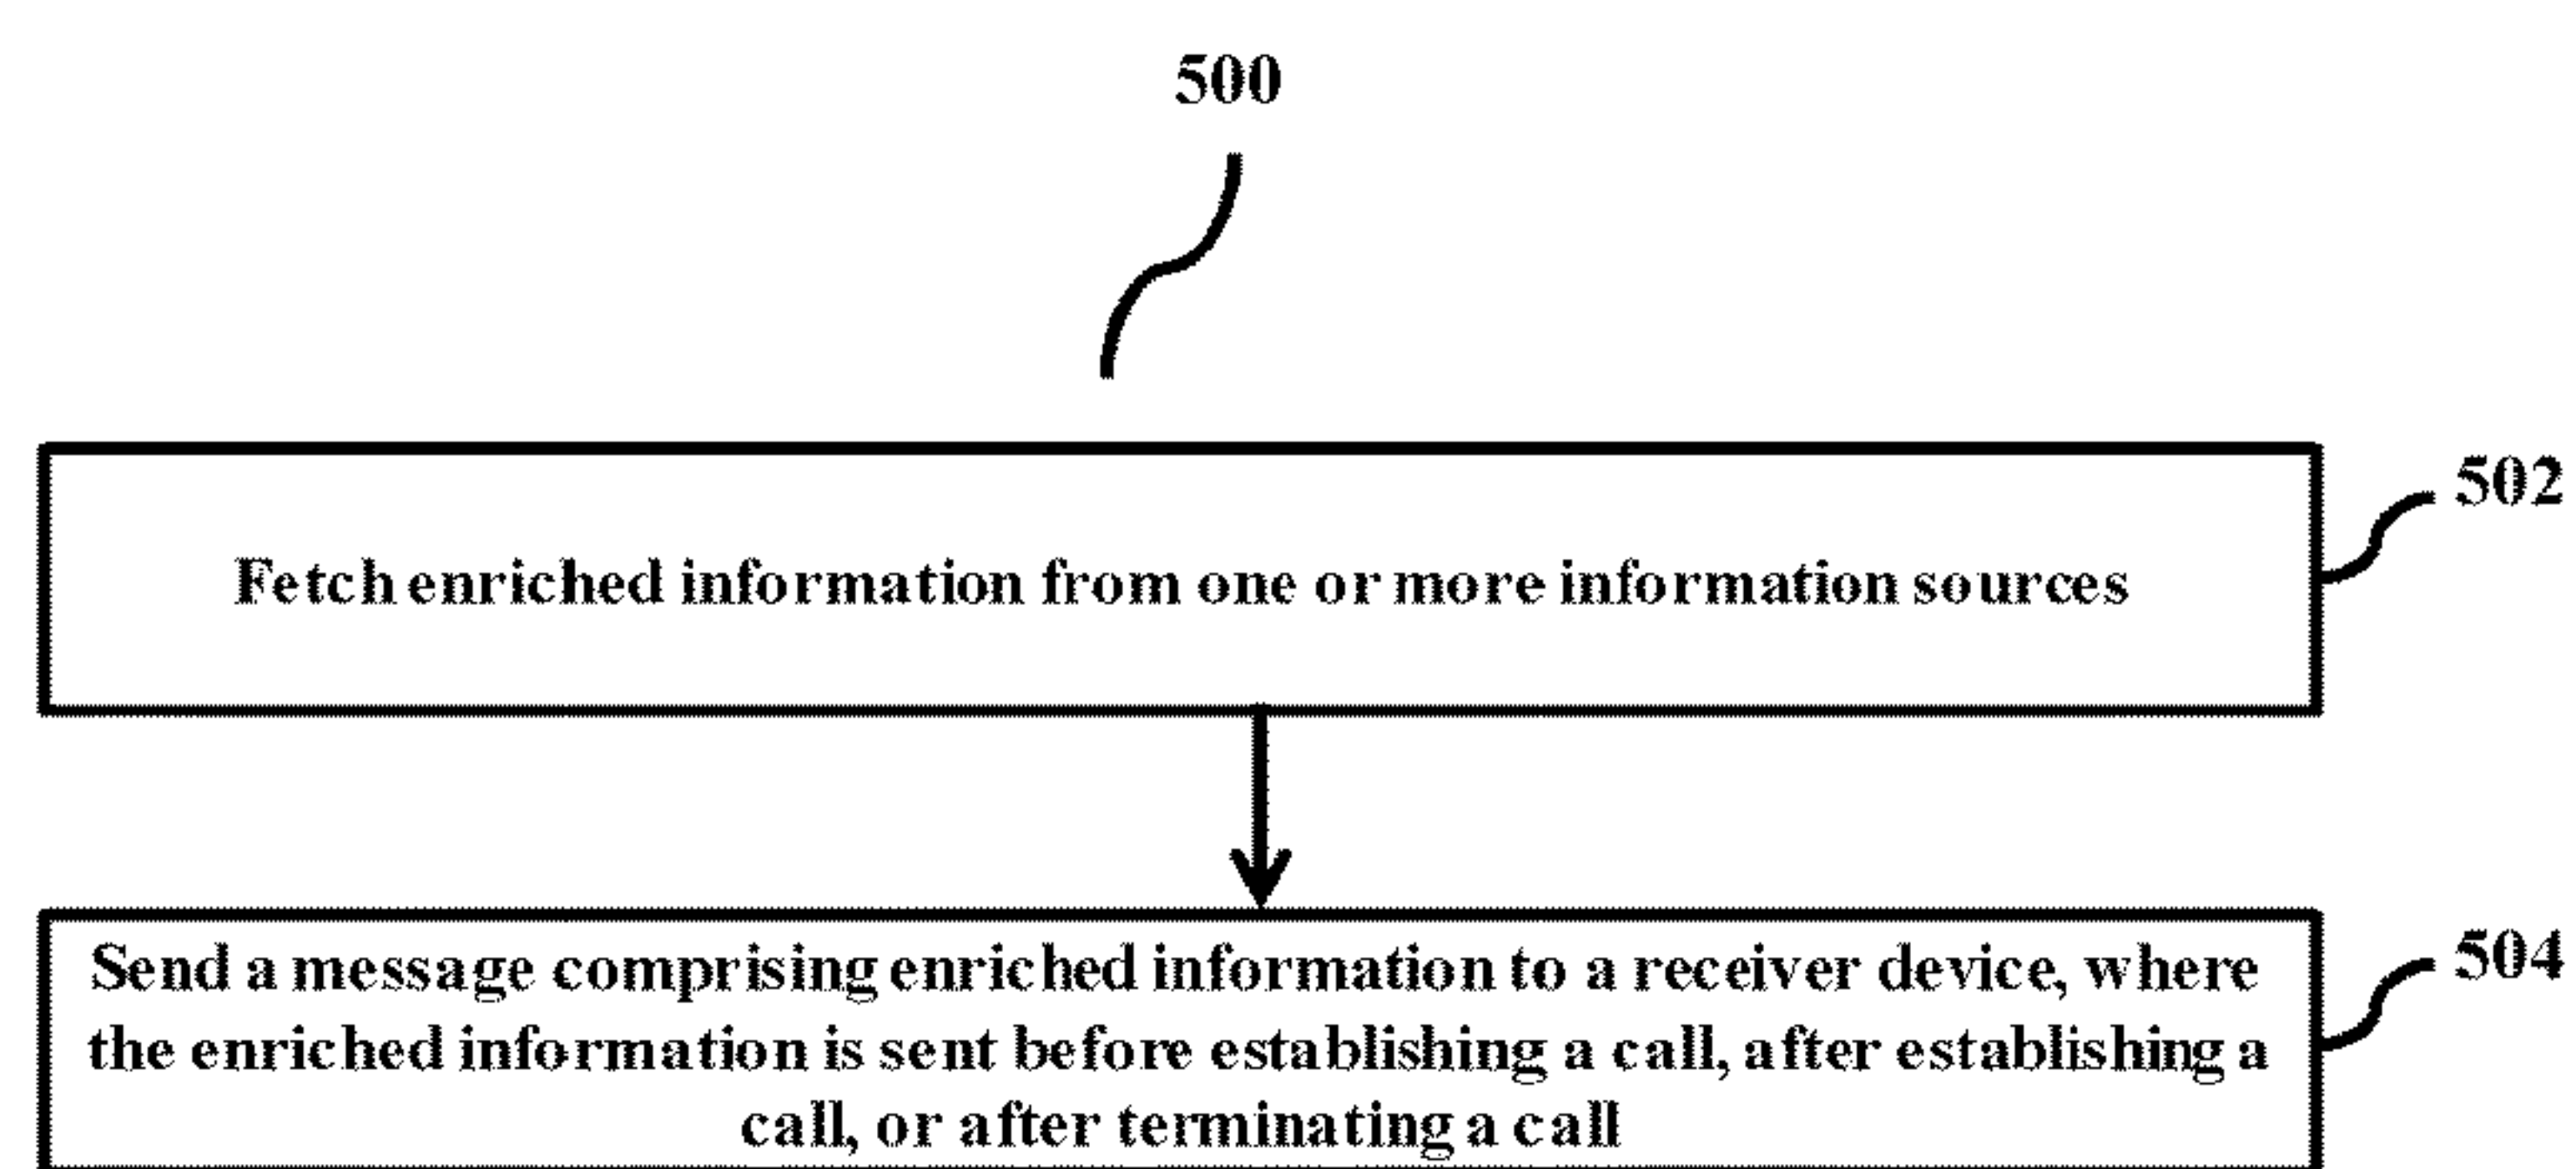 500
502
Fetch enriched information from one or more information sources
504
Send a message comprising enriched information to a receiver device, where
the enriched information is sent before establishing a call, after establishing a
call, or after terminating a call